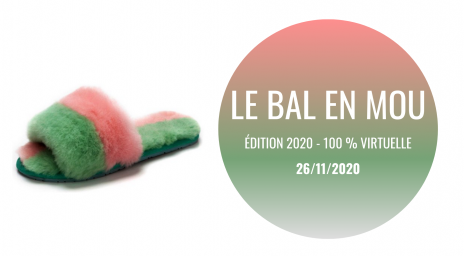 LE BAL EN MOU
ÉDITION 2020 - 100 % VIRTUELLE
26/11/2020